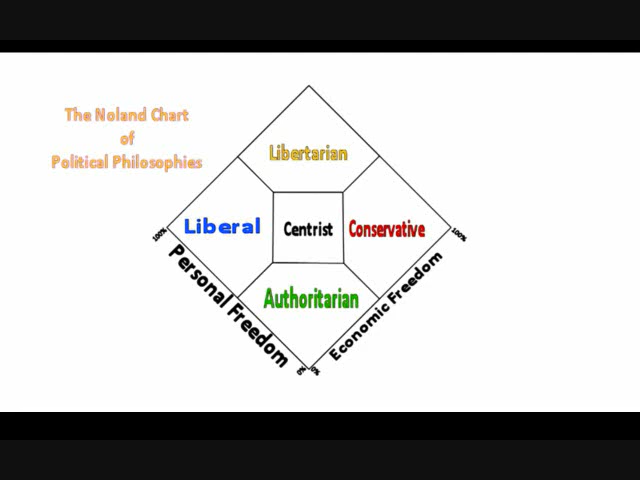 The Noland Chart
of
Political Philosophies
Libertarian
Liberal
Centrist
Conservative
Authoritarian
100%
100%
Personal Freedom
Economic Freedom
0%
0%